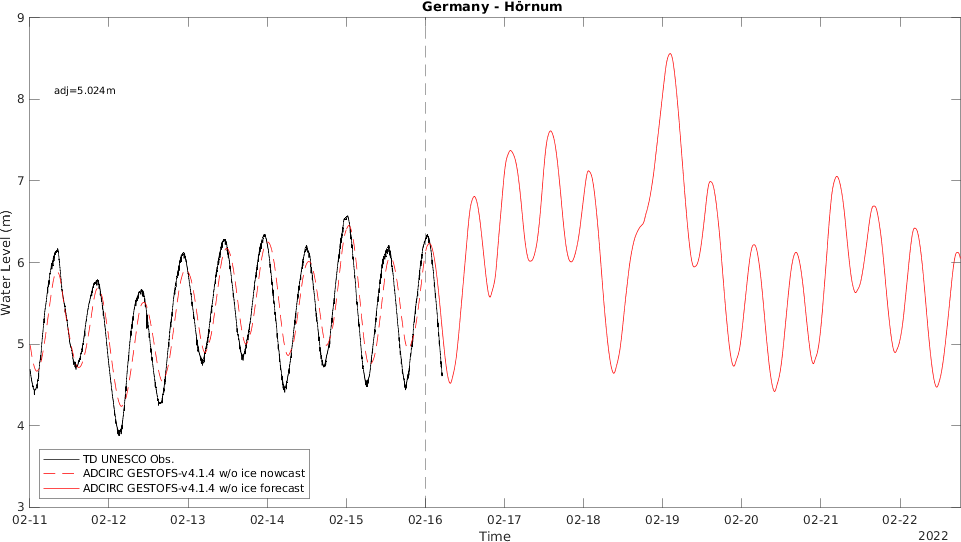 Germany - Hörnum
9
8
7
6
5
4
3
Water Level (m)
adj=5.024m
TD UNESCO Obs.
ADCIRC GESTOFS-v4.1.4 w/o ice nowcast
ADCIRC GESTOFS-v4.1.4 w/o ice forecast
02-11 02-12 02-13 02-14 02-15 02-16 02-17 02-18 02-19 02-20 02-21 02-22
Time
2022